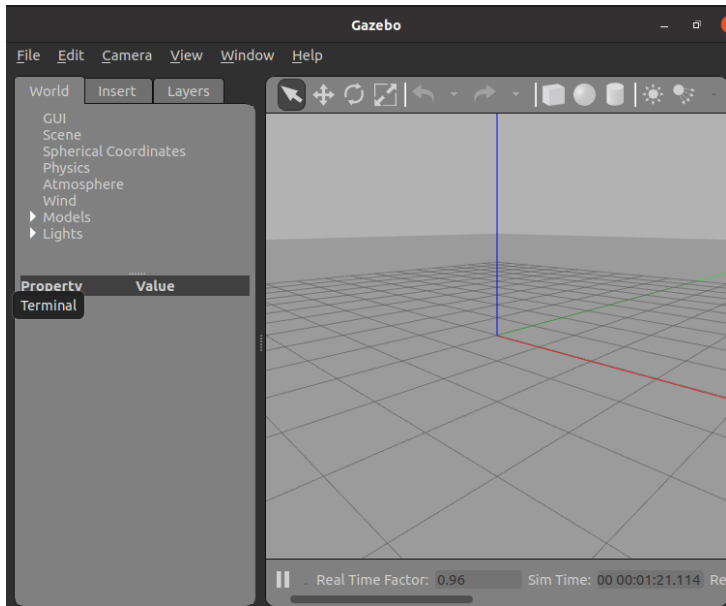 Gazebo
File Edit Camera View Window Help
World Insert Layers
GUI
Scene
Spherical Coordinates
Physics
Atmosphere
Wind
Models
Lights
Property Value
Terminal
Real Time Factor: 0.96 Sim Time: 00 00:01:21.114 Re